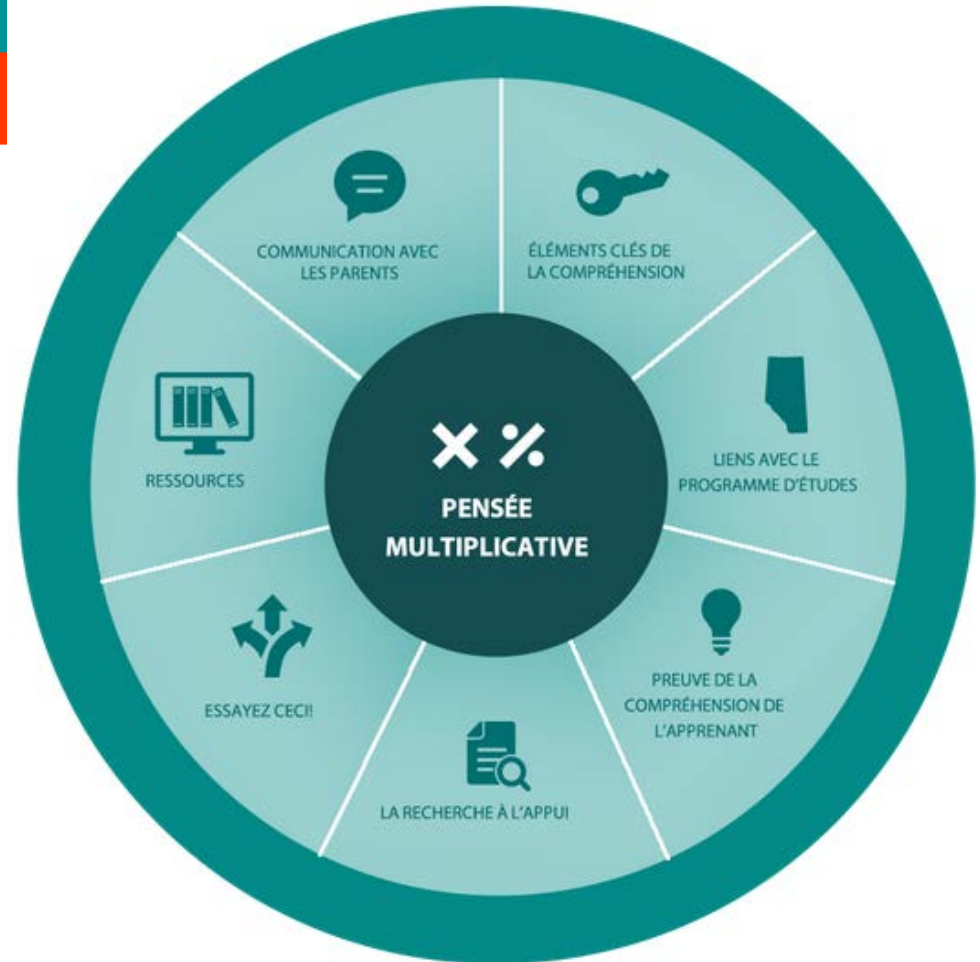 COMMUNICATION AVEC
LES PARENTS
ÉLÉMENTS CLÉS DE
LA COMPRÉHENSION
LIENS AVEC LE
PROGRAMME D'ÉTUDES
PREUVE DE LA
COMPRÉHENSION DE
L'APPRENANT
LA RECHERCHE À L'APPUI
ESSAYEZ CECI!
RESSOURCES
PENSÉE
MULTIPLICATIVE